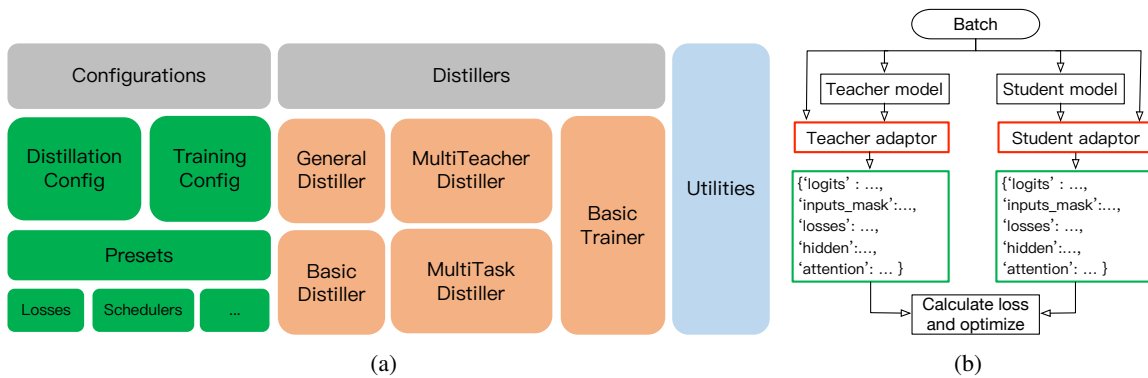 Configurations
Distillers
Utilities
Distillation
Config
Training
Config
General
Distiller
MultiTeacher
Distiller
Basic
Trainer
Presets
Basic
Distiller
MultiTask
Distiller
Losses
Schedulers
...
(a)
Batch
Teacher model
Student model
Teacher adaptor
Student adaptor
{‘logits’ : ...,
‘inputs_mask’:...,
‘losses’ : ...,
‘hidden’:...,
‘attention’: ... }
{‘logits’ : ...,
‘inputs_mask’:...,
‘losses’ : ...,
‘hidden’:...,
‘attention’: ... }
Calculate loss
and optimize
(b)